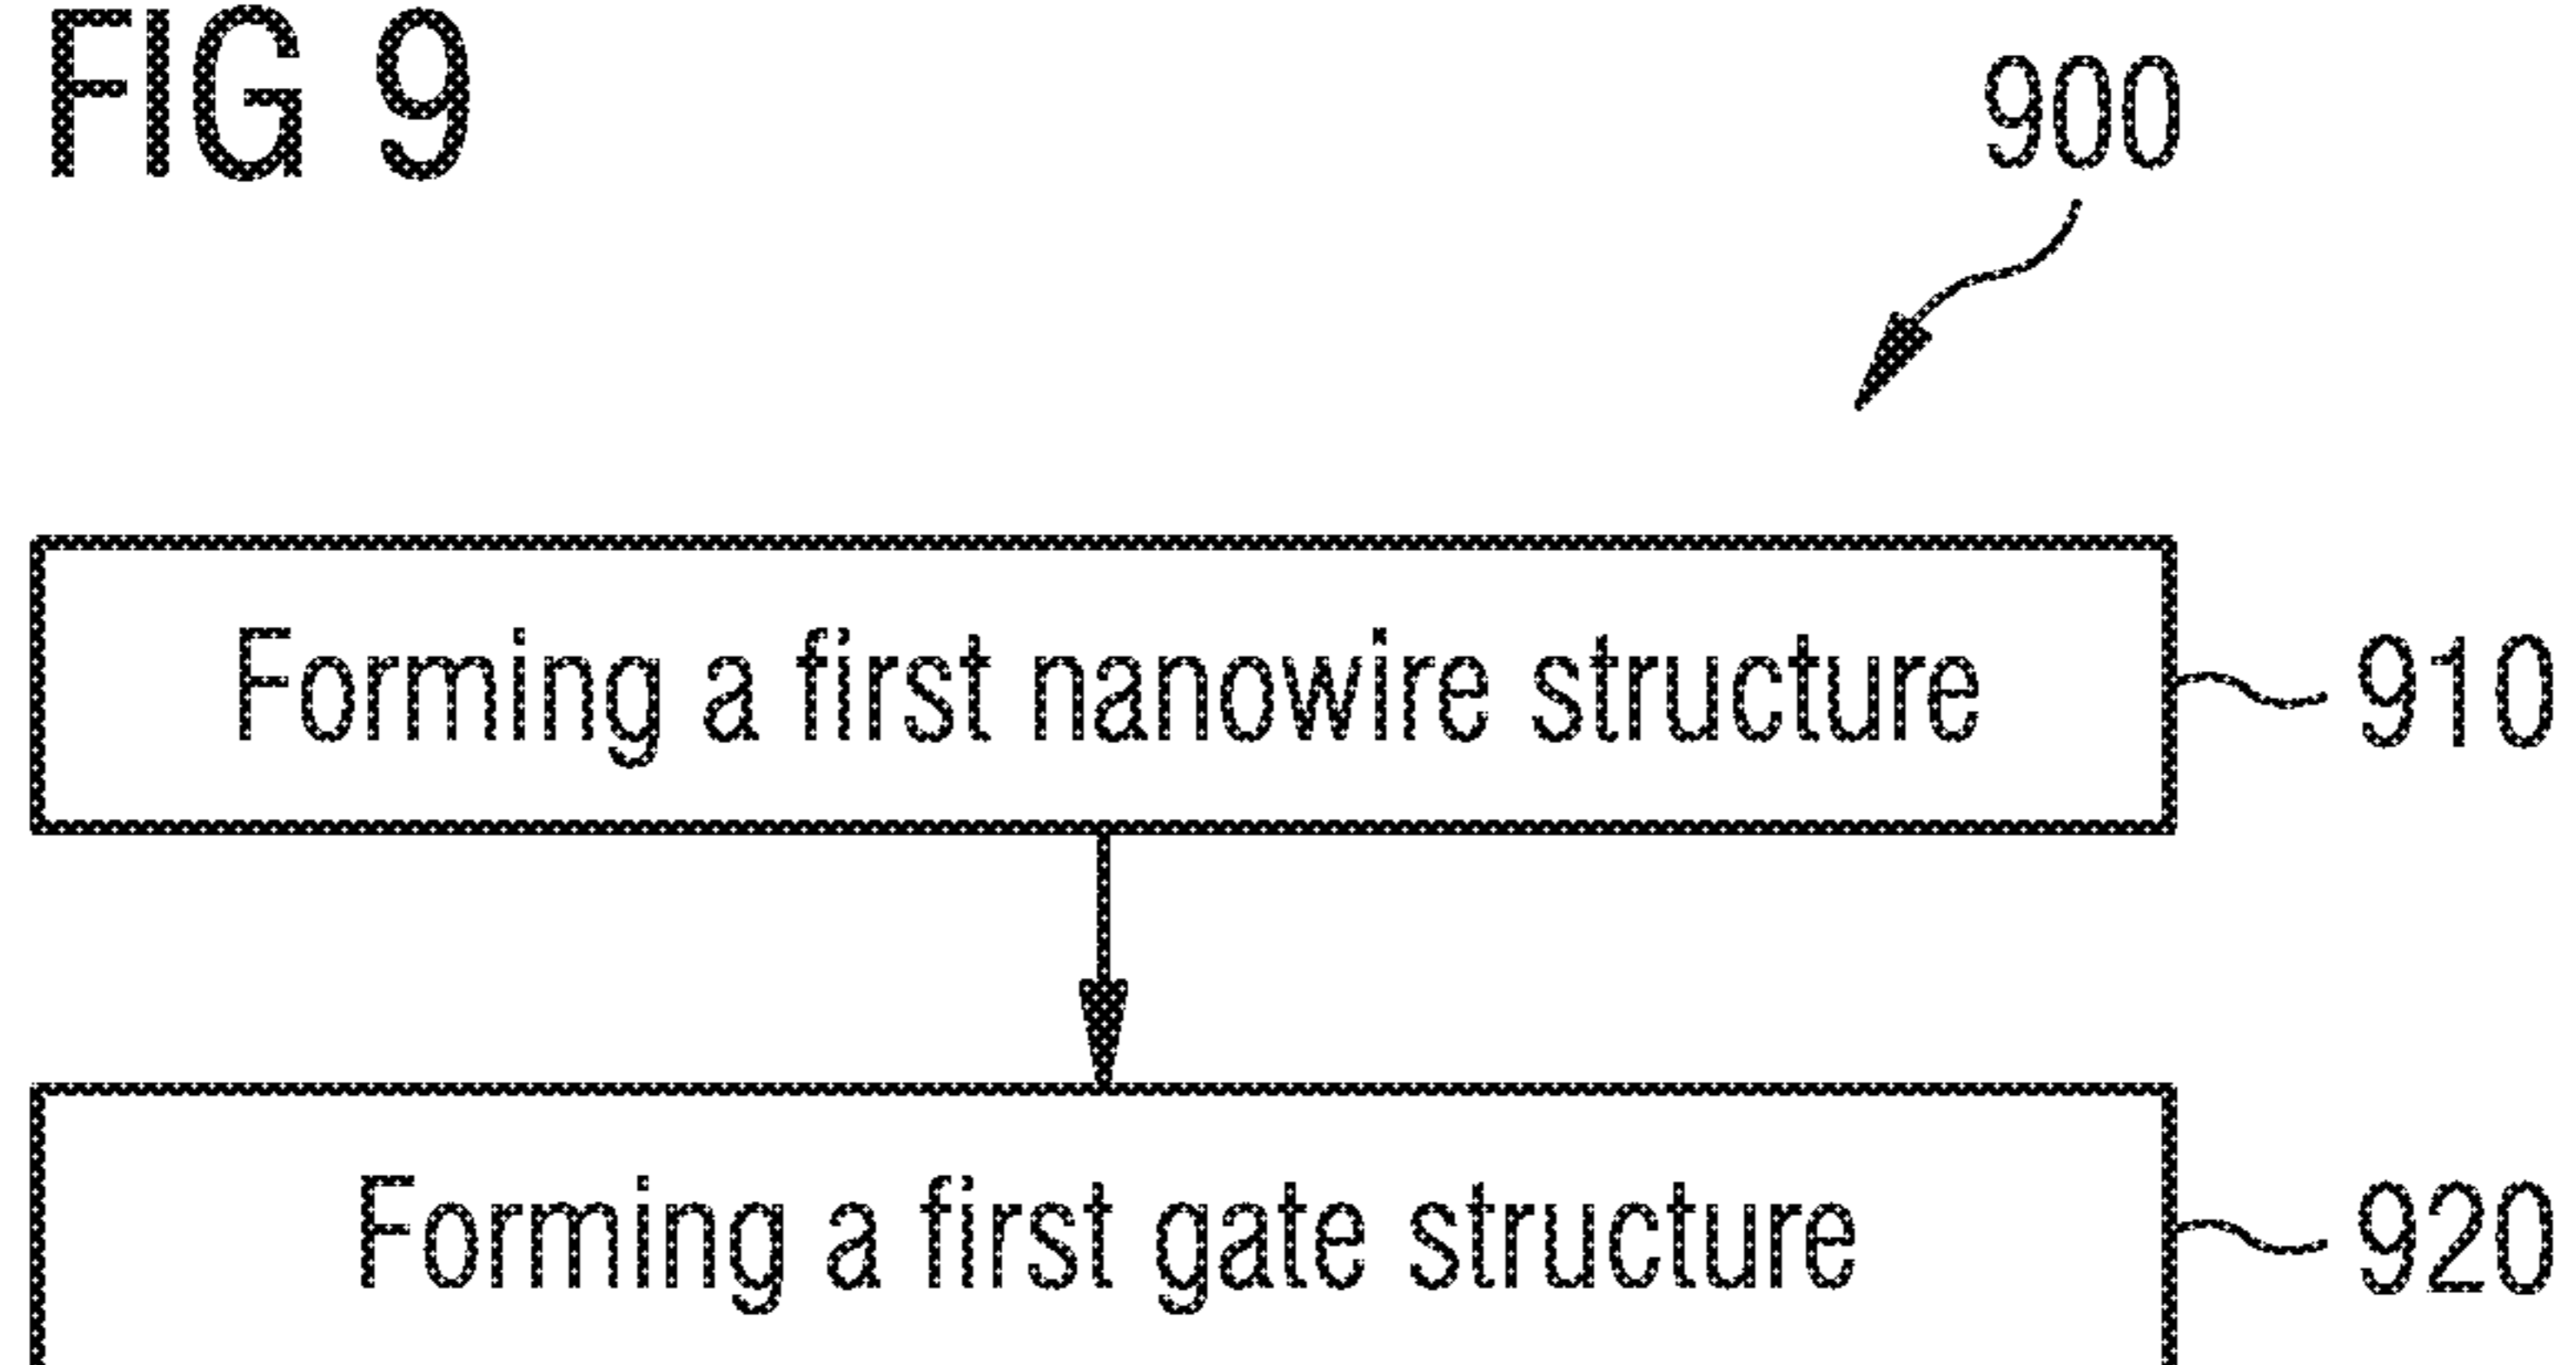 FIG 9
900
Forming a first nanowire structure
910
Forming a first gate structure
920